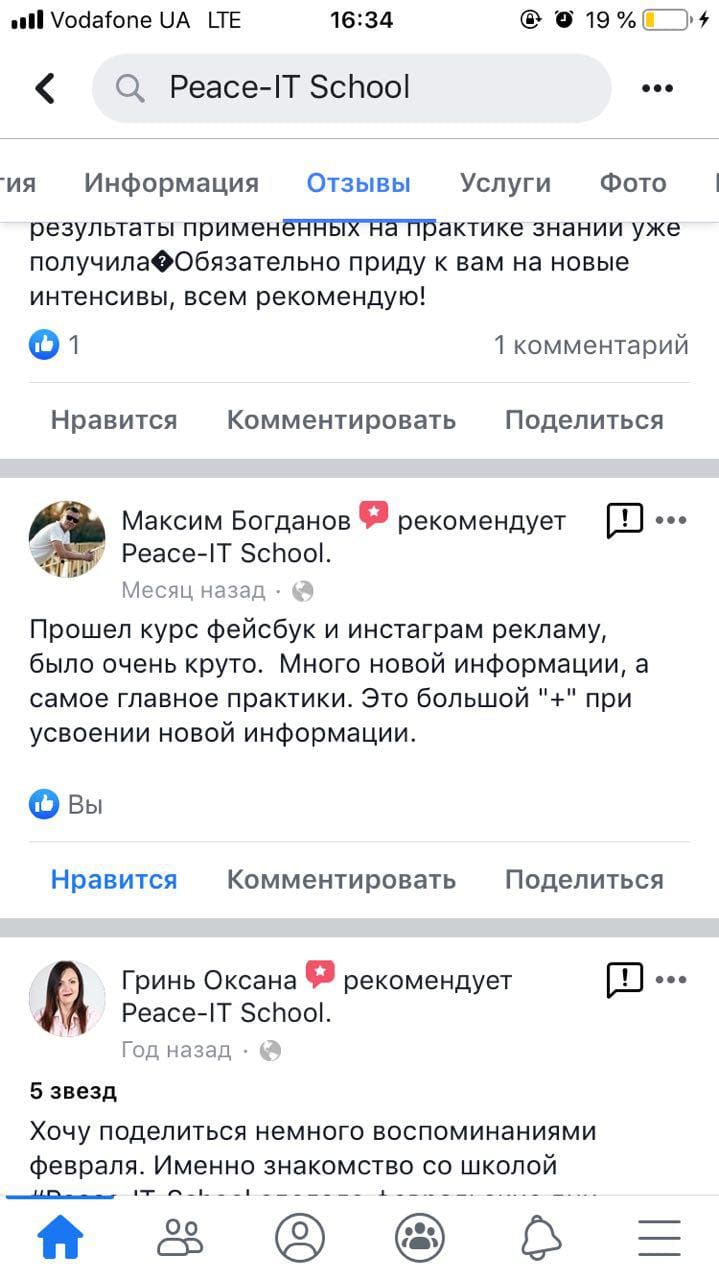 Vodafone UA LTE 16:34 19 %
Peace-IT School
гия Информация Отзывы Услуги Фото
результаты примененных на практике знаний уже
получила�Обязательно приду к вам на новые
интенсивы, всем рекомендую!
1 1 комментарий
Нравится Комментировать Поделиться
Максим Богданов рекомендует
Peace-IT School.
Месяц назад ·
Прошел курс фейсбук и инстаграм рекламу,
было очень круто. Много новой информации, а
самое главное практики. Это большой "+" при
усвоении новой информации.
Вы
Нравится Комментировать Поделиться
Гринь Оксана рекомендует
Peace-IT School.
Год назад ·
5 звезд
Хочу поделиться немного воспоминаниями
февраля. Именно знакомство со школой